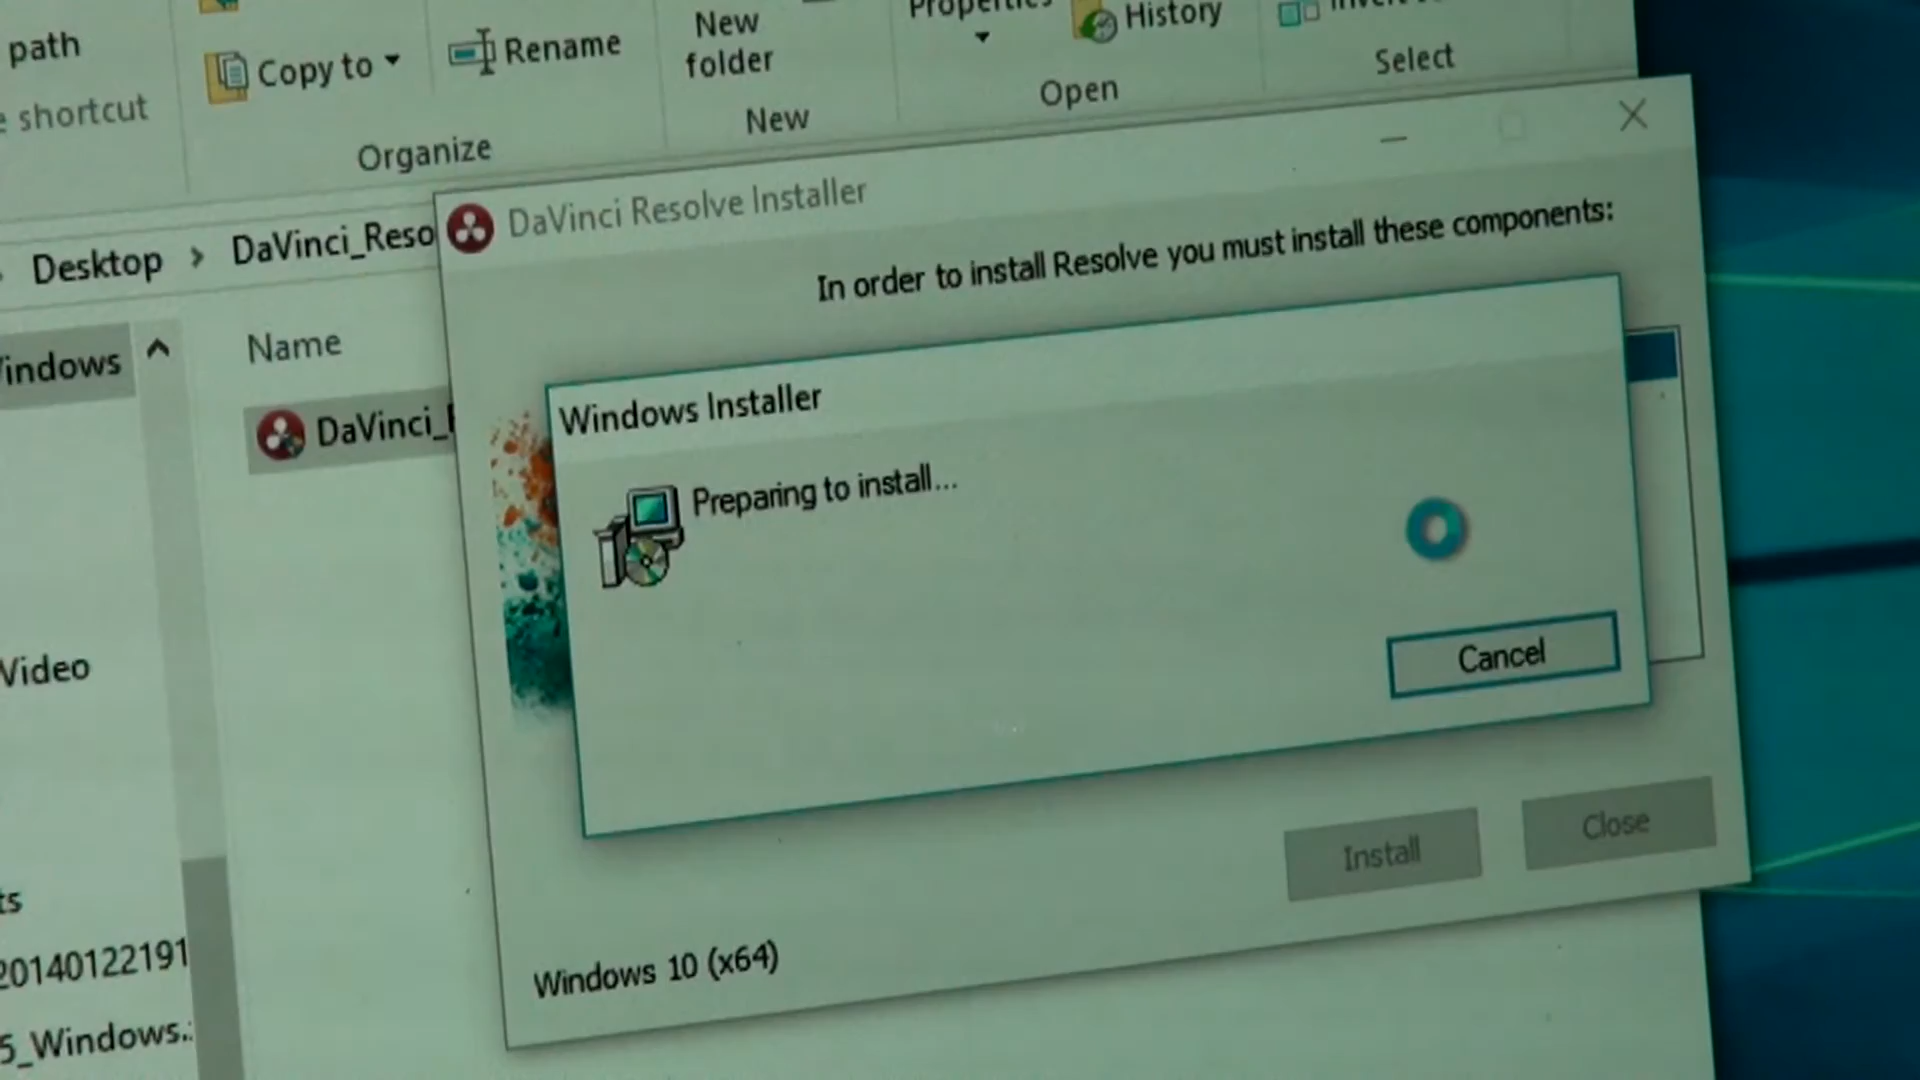 path
Copy to
Rename
New
folder
History
Select
shortcut
Organize
New
Open
Desktop > DaVinci_Reso
DaVinci Resolve Installer
In order to install Resolve you must install these components:
indows
Name
DaVinci_
Windows Installer
Preparing to install...
Cancel
Video
Install
Close
ts
20140122191
Windows 10 (x64)
5_Windows.